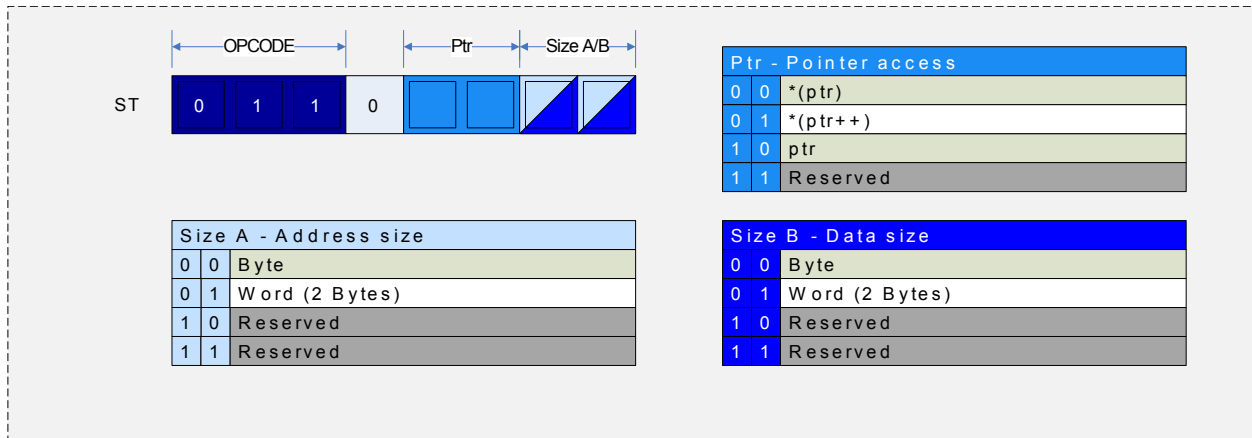 OPCODE Ptr Size A/B
ST 0 1 1 0
Ptr - Pointer access
0 0 *(ptr)
0 1 *(ptr++)
1 0 ptr
1 1 Reserved
Size A - Address size
0 0 Byte
0 1 Word (2 Bytes)
1 0 Reserved
1 1 Reserved
Size B - Data size
0 0 Byte
0 1 Word (2 Bytes)
1 0 Reserved
1 1 Reserved